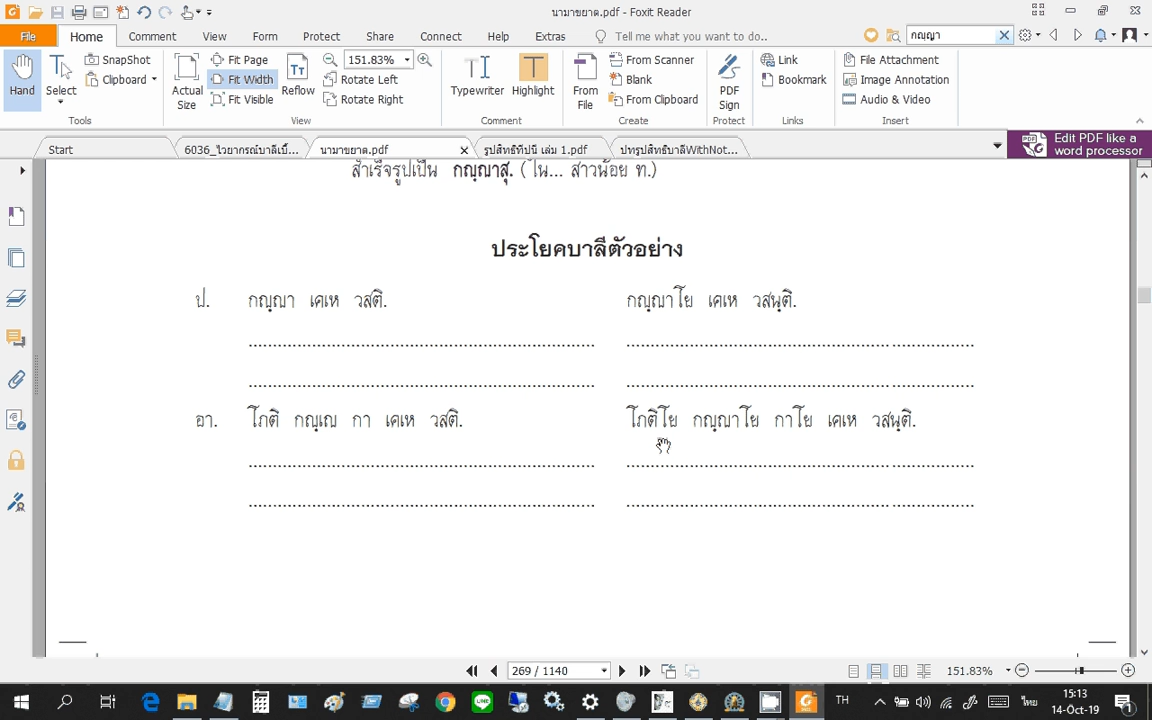 นามาขยาต.pdf - Foxit Reader
File Home Comment View Form Protect Share Connect Help Extras Tell me what you want to do.. กญฺญา
SnapShot Fit Page 151.83% From Scanner Link File Attachment
Clipboard Fit Width Rotate Left Blank Bookmark Image Annotation
Hand Select Actual Size Fit Visible Reflow Rotate Right Typewriter Highlight From File From Clipboard PDF Sign Audio & Video
Tools View Comment Create Protect Links Insert
Start 6036_ไวยากรณ์บาลีเบื้... นามาขยาต.pdf รูปสิทธิทีปนี เล่ม 1.pdf ปทรูปสิทธิบาลีWithNot... Edit PDF like a word processor
สำเร็จรูปเป็น กญฺญาสุ. ( ใน... สาวน้อย ท.)
ประโยคบาลีตัวอย่าง
ป. กญฺญา เคเห วสติ. กญฺญาโย เคเห วสนฺติ.
อา. โภติ กญฺเญ กา เคเห วสติ. โภติโย กญฺญาโย กาโย เคเห วสนฺติ.
269 / 1140 151.83%
TH ไทย 15:13
14-Oct-19 1